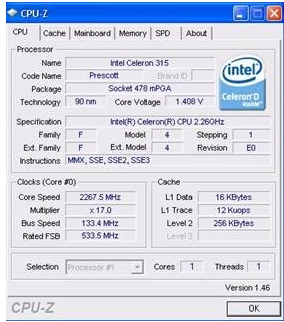 CPU-Z
CPU Cache Mainboard Memory SPD About
Processor
Name Intel Celeron 315
Code Name Prescott Brand ID
Package Socket 478 mPGA
Technology 90 nm Core Voltage 1.408 V
intel
Celeron D
inside
Specification Intel(R) Celeron(R) CPU 2.26GHz
Family F Model 4 Stepping 1
Ext. Family F Ext. Model 4 Revision E0
Instructions MMX, SSE, SSE2, SSE3
Clocks (Core #0) Cache
Core Speed 2267.5 MHz L1 Data 16 KBytes
Multiplier x 17.0 L1 Trace 12 Kuops
Bus Speed 133.4 MHz Level 2 256 KBytes
Rated FSB 533.5 MHz Level 3
Selection Processor #1 Cores 1 Threads 1
Version 1.46
CPU-Z OK